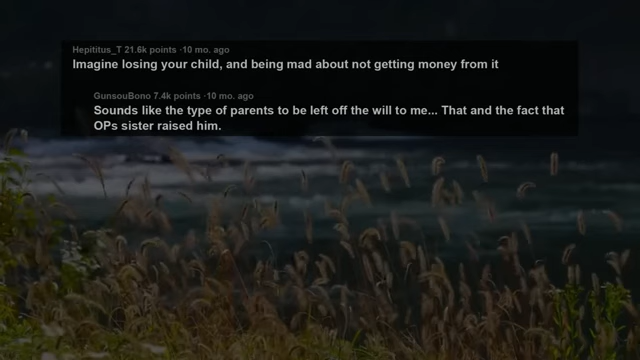 Hepititus_T 21.6k points ·10 mo. ago
Imagine losing your child, and being mad about not getting money from it
GunsouBono 7.4k points ·10 mo. ago
Sounds like the type of parents to be left off the will to me... That and the fact that
OPs sister raised him.